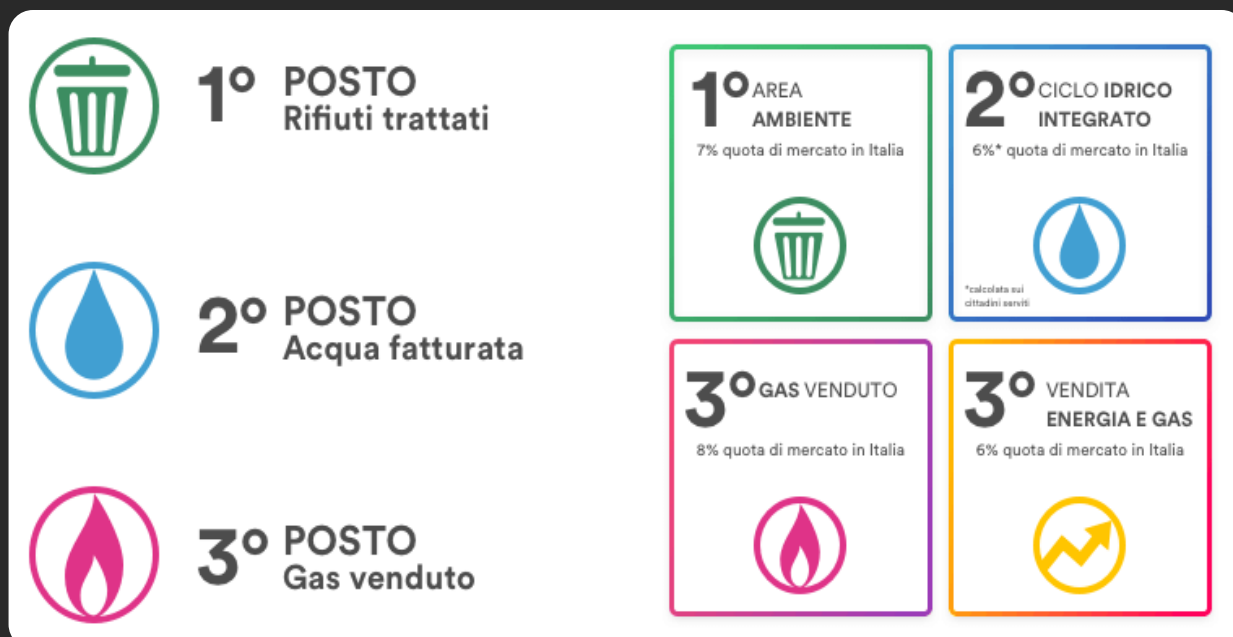 1° POSTO
Rifiuti trattati
2° POSTO
Acqua fatturata
3° POSTO
Gas venduto
1° AREA
AMBIENTE
7% quota di mercato in Italia
2° CICLO IDRICO
INTEGRATO
6%* quota di mercato in Italia
*calcolata sui
cittadini serviti
3° GAS VENDUTO
8% quota di mercato in Italia
3° VENDITA
ENERGIA E GAS
6% quota di mercato in Italia